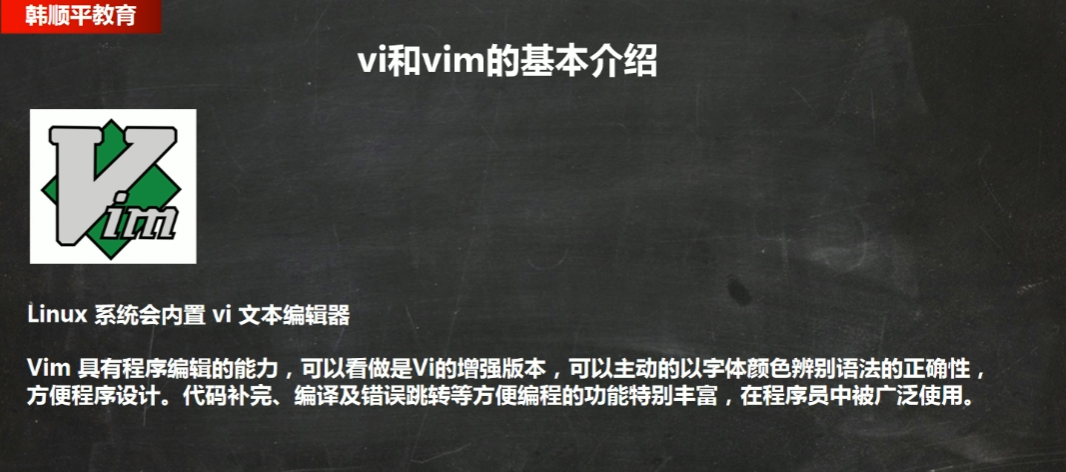 韩顺平教育
vi和vim的基本介绍
Vim
Linux 系统会内置 vi 文本编辑器
Vim 具有程序编辑的能力，可以看做是Vi的增强版本，可以主动的以字体颜色辨别语法的正确性，
方便程序设计。代码补完、编译及错误跳转等方便编程的功能特别丰富，在程序员中被广泛使用。